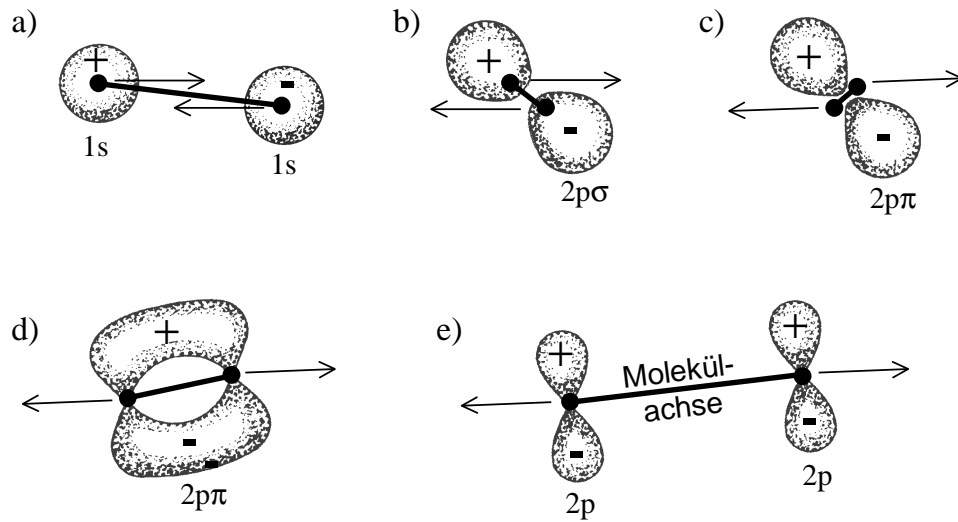 a)
+
-
1s
1s
b)
+
-
2pσ
c)
+
-
2pπ
d)
+
-
-
2pπ
e)
+
+
Molekül-
achse
-
-
2p
2p